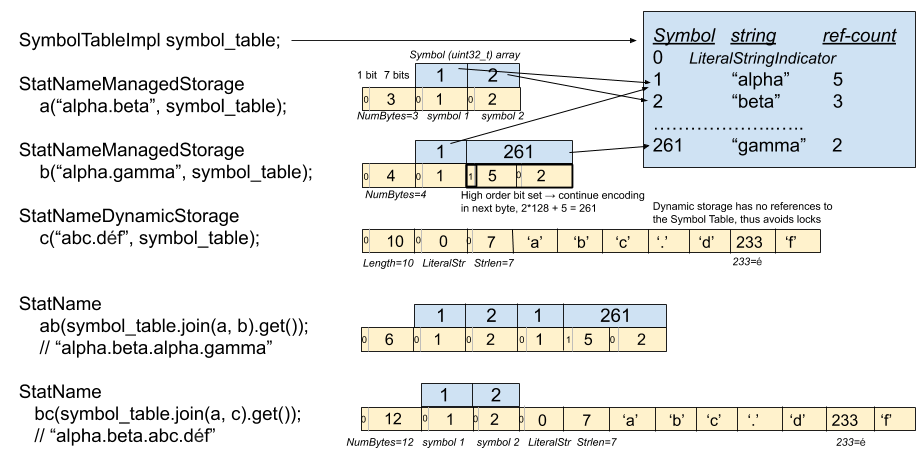 SymbolTableImpl symbol_table;
Symbol string ref-count
0 LiteralStringIndicator
1 “alpha” 5
2 “beta” 3
…………………….…..
261 “gamma” 2
Symbol (uint32_t) array
1 bit 7 bits 1 2
StatNameManagedStorage
a(“alpha.beta”, symbol_table);
0 3 0 1 0 2
NumBytes=3 symbol 1 symbol 2
StatNameManagedStorage
b(“alpha.gamma”, symbol_table);
1 261
0 4 0 1 1 5 0 2
NumBytes=4
High order bit set → continue encoding
in next byte, 2*128 + 5 = 261
StatNameDynamicStorage
c(“abc.déf”, symbol_table);
Dynamic storage has no references to
the Symbol Table, thus avoids locks
0 10 0 0 0 7 ‘a’ ‘b’ ‘c’ ‘.’ ‘d’ 233 ‘f’
Length=10 LiteralStr Strlen=7
233=é
StatName
ab(symbol_table.join(a, b).get());
// “alpha.beta.alpha.gamma”
1 2 1 261
0 6 0 1 0 2 0 1 1 5 0 2
StatName
bc(symbol_table.join(a, c).get());
// “alpha.beta.abc.déf”
1 2
0 12 0 1 0 2 0 0 7 ‘a’ ‘b’ ‘c’ ‘.’ ‘d’ 233 ‘f’
NumBytes=12 symbol 1 symbol 2 LiteralStr Strlen=7
233=é